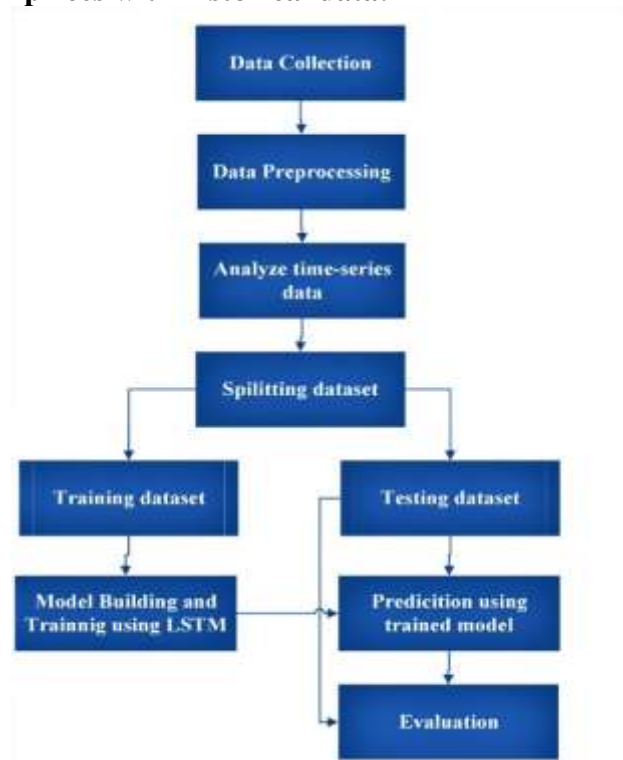 Data Collection
Data Preprocessing
Analyze time-series
data
Spilitting dataset
Training dataset
Testing dataset
Model Building and
Trainnig using LSTM
Predicition using
trained model
Evaluation